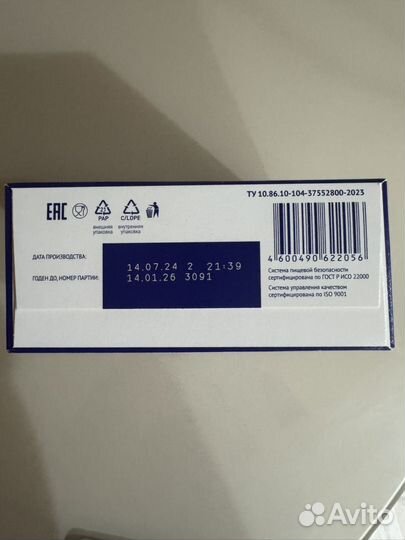 ТУ 10.86.10-104-37552800-2023
EAC
21
PAP
C/LDPE
внешняя упаковка
внутренняя упаковка
4 600490 622056
ДАТА ПРОИЗВОДСТВА:
14.07.24 2 21:39
ГОДЕН ДО, НОМЕР ПАРТИИ:
14.01.26 3091
Система пищевой безопасности
сертифицирована по ГОСТ Р ИСО 22000
Система управления качеством
сертифицирована по ISO 9001
Avito